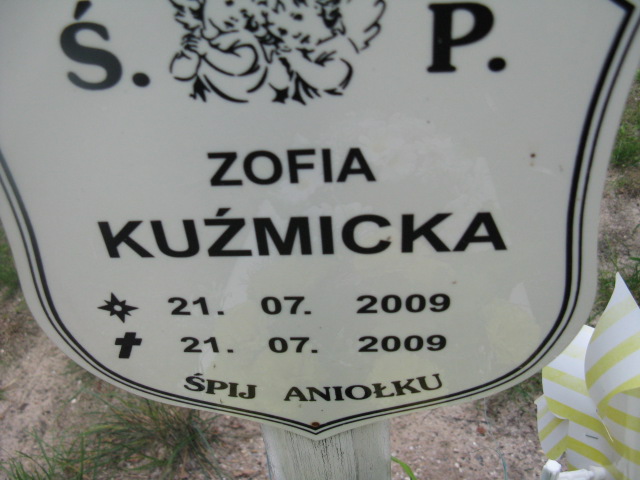 Ś. P.
ZOFIA
KUŹMICKA
21. 07. 2009
21. 07. 2009
ŚPIJ ANIOŁKU